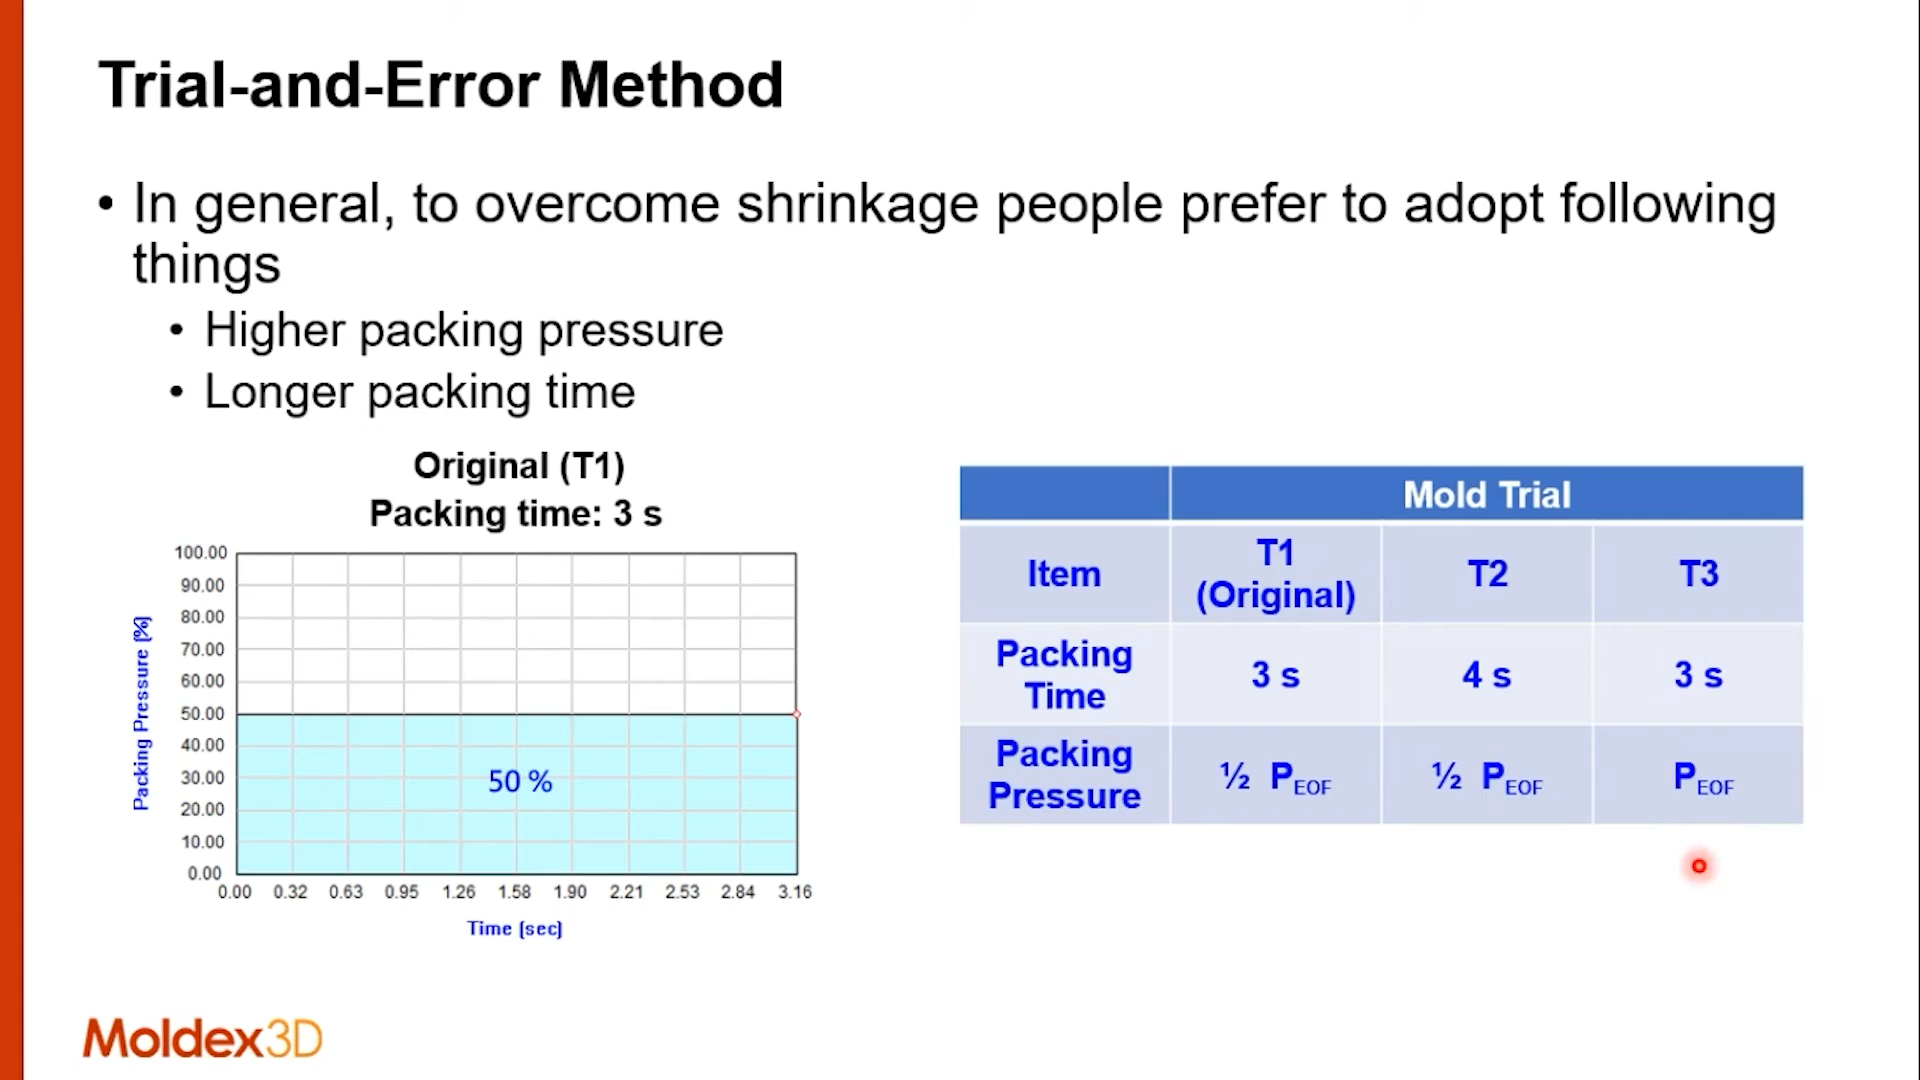 Trial-and-Error Method
• In general, to overcome shrinkage people prefer to adopt following
things
• Higher packing pressure
• Longer packing time
Original (T1)
Packing time: 3 s
Packing Pressure (%)
100.00
90.00
80.00
70.00
60.00
50.00
40.00
30.00
20.00
10.00
0.00
50 %
0.00 0.32 0.63 0.95 1.26 1.58 1.90 2.21 2.53 2.84 3.16
Time (sec)
Mold Trial
Item T1 (Original) T2 T3
Packing Time 3 s 4 s 3 s
Packing Pressure ½ PEOF ½ PEOF PEOF
Moldex3D